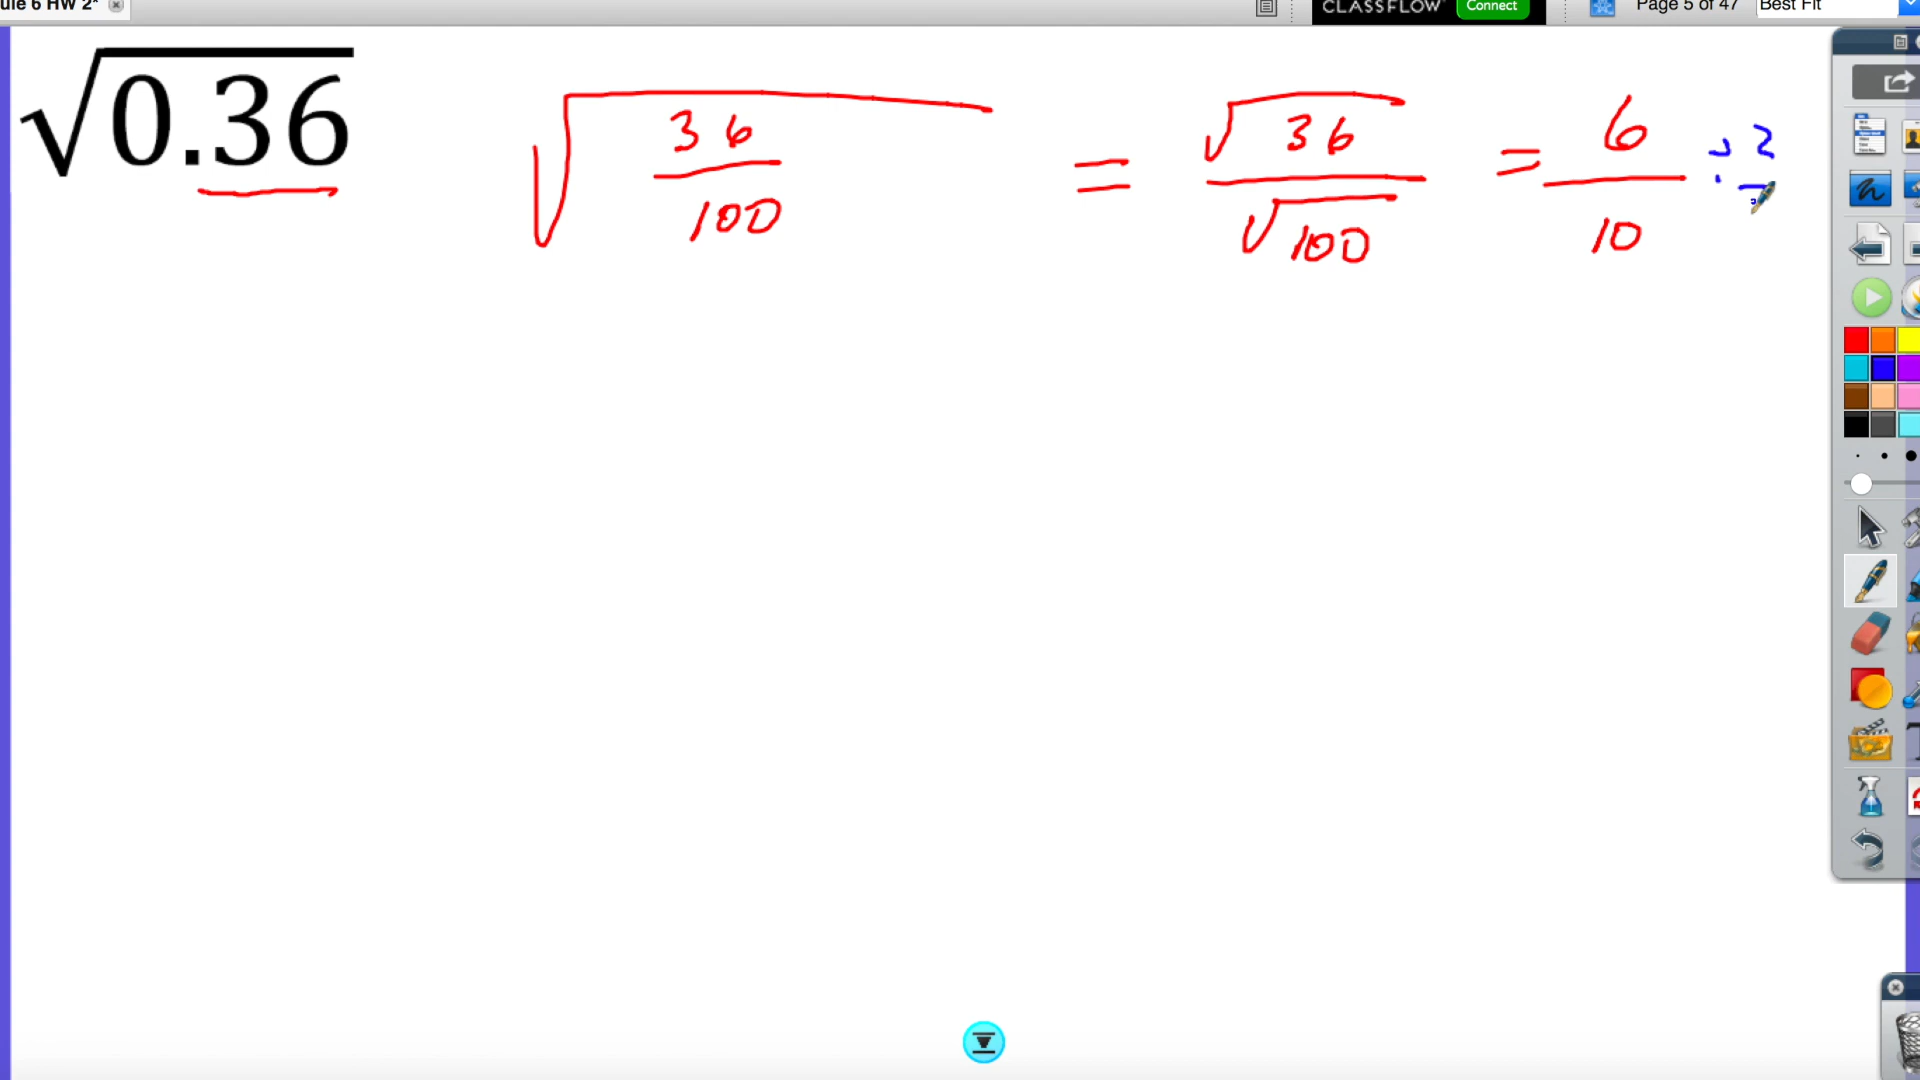 ule 6 HW 2*
CLASSFLOW Connect Page 5 of 47 Best Fit
√0.36
√36/100 = √36/√100 = 6/10 ÷ 2